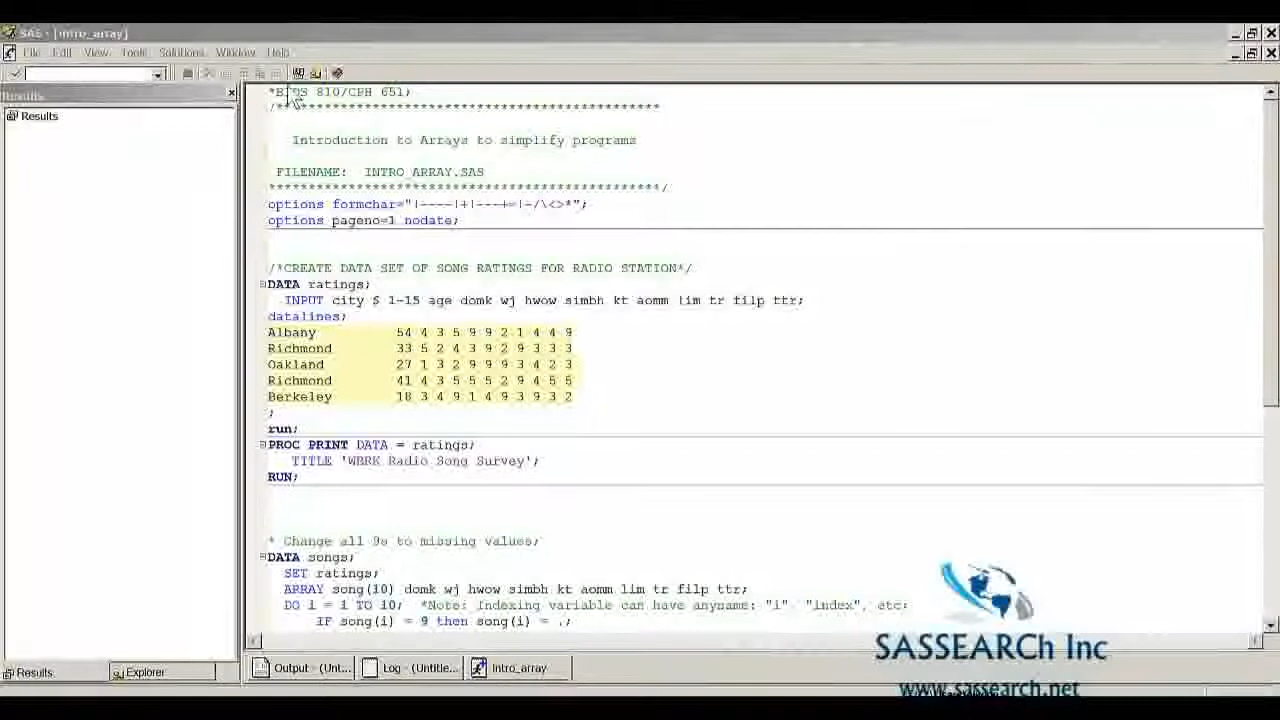 SAS - [intro_array]
File Edit View Tools Solutions Window Help
Results
Results
*BIOS 810/CPH 651;
/************************************************
Introduction to Arrays to simplify programs
FILENAME: INTRO_ARRAY.SAS
*************************************************/
options formchar="|----|+|---+=|-/\<>*";
options pageno=1 nodate;
/*CREATE DATA SET OF SONG RATINGS FOR RADIO STATION*/
DATA ratings;
INPUT city $ 1-15 age domk wj hwow simbh kt aomm lim tr filp ttr;
datalines;
Albany 54 4 3 5 9 9 2 1 4 4 9
Richmond 33 5 2 4 3 9 2 9 3 3 3
Oakland 27 1 3 2 9 9 9 3 4 2 3
Richmond 41 4 3 5 5 5 2 9 4 5 5
Berkeley 18 3 4 9 1 4 9 3 9 3 2
;
run;
PROC PRINT DATA = ratings;
TITLE 'WBRK Radio Song Survey';
RUN;
* Change all 9s to missing values;
DATA songs;
SET ratings;
ARRAY song(10) domk wj hwow simbh kt aomm lim tr filp ttr;
DO i = 1 TO 10; *Note: Indexing variable can have anyname: "i" "index", etc;
IF song(i) = 9 then song(i) = .;
SASSEARCh Inc
www.sassearch.net
Results Explorer Output - (Unt... Log - (Untitle... Intro_array